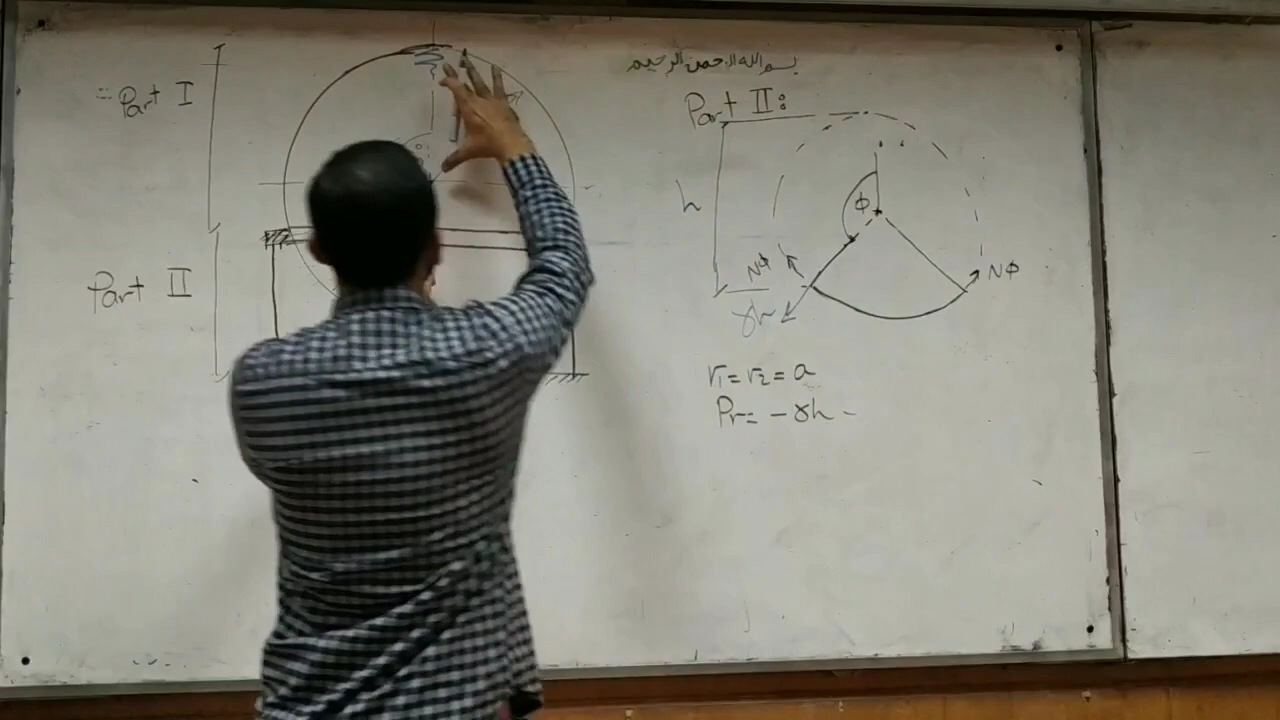 = Part I
Part II
بسم الله الرحمن الرحيم
Part II:
h
ϕ
Nϕ
γh
Nϕ
r₁ = r₂ = a
Pr = - γh -